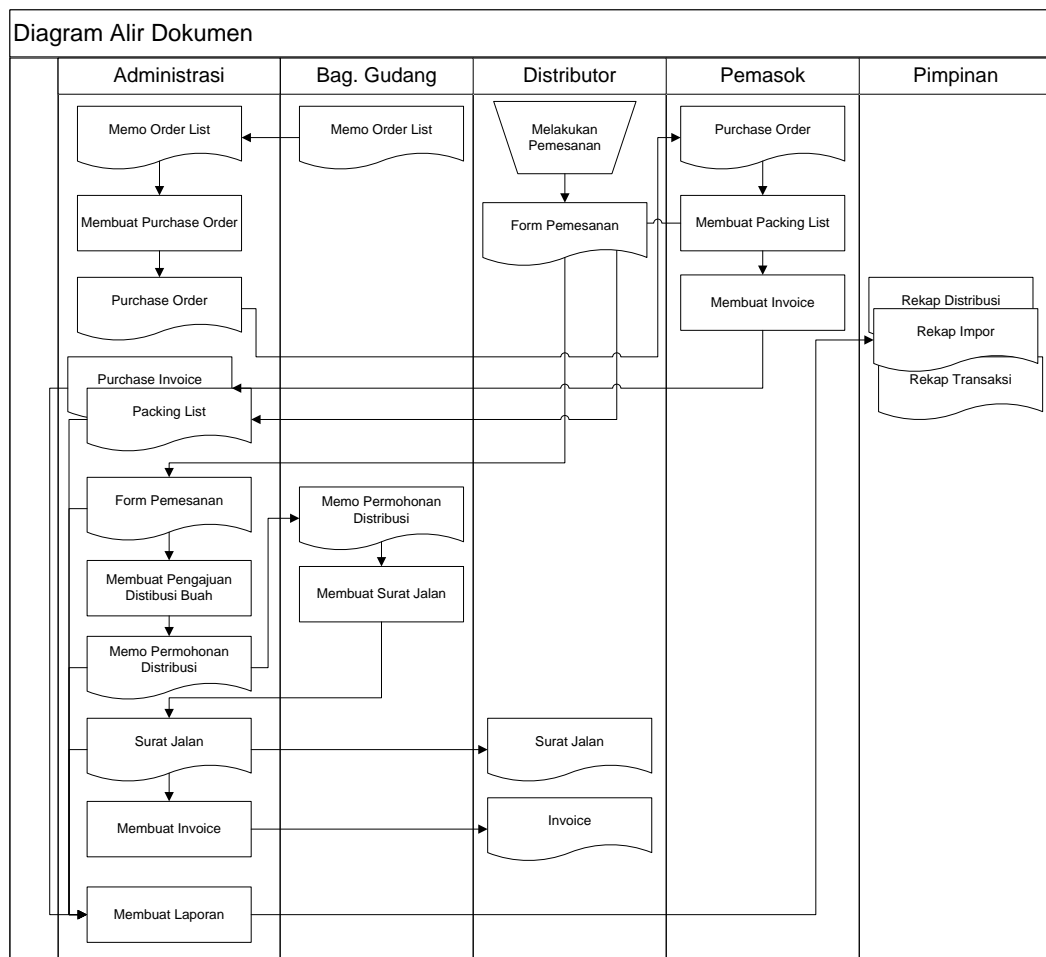 Diagram Alir Dokumen
Administrasi
Bag. Gudang
Distributor
Pemasok
Pimpinan
Memo Order List
Memo Order List
Melakukan
Pemesanan
Purchase Order
Membuat Purchase Order
Form Pemesanan
Membuat Packing List
Purchase Order
Membuat Invoice
Rekap Distribusi
Rekap Impor
Rekap Transaksi
Purchase Invoice
Packing List
Form Pemesanan
Memo Permohonan
Distribusi
Membuat Pengajuan
Distibusi Buah
Membuat Surat Jalan
Memo Permohonan
Distribusi
Surat Jalan
Surat Jalan
Membuat Invoice
Invoice
Membuat Laporan